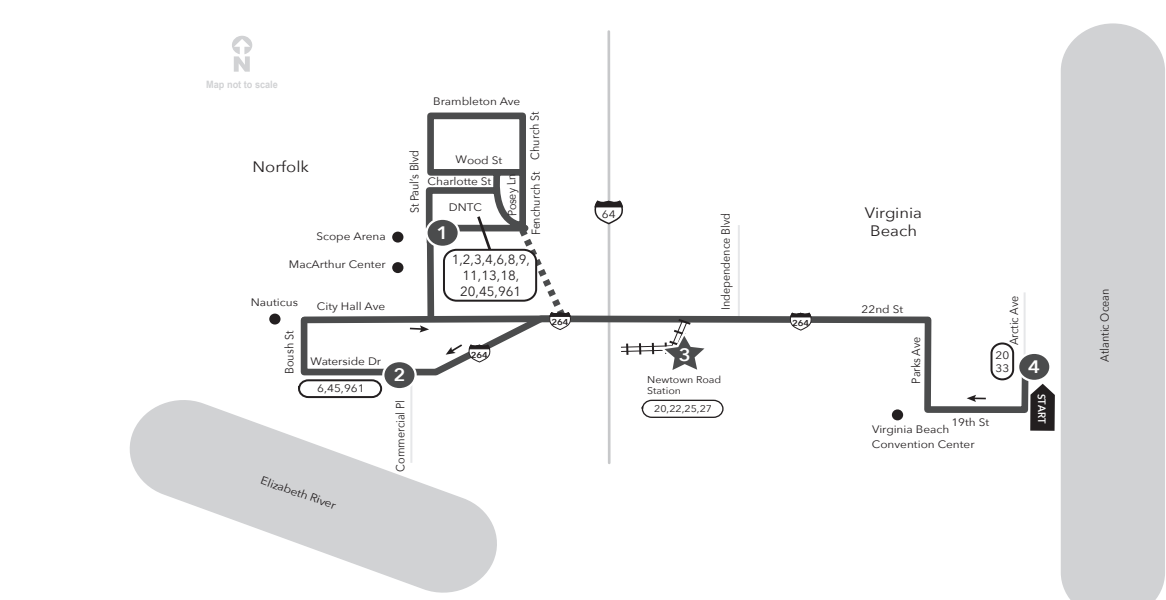 N
Map not to scale
Brambleton Ave
Church St
Wood St
Norfolk
St Paul's Blvd
Charlotte St
Posey Ln
Fenchurch St
DNTC
1
64
Virginia
Beach
Scope Arena
MacArthur Center
1,2,3,4,6,8,9,
11,13,18,
20,45,961
Independence Blvd
Nauticus
City Hall Ave
264
264
22nd St
Arctic Ave
Atlantic Ocean
Boush St
Waterside Dr
264
2
6,45,961
3
Newtown Road
Station
20,22,25,27
Parks Ave
20
33
4
START
19th St
Virginia Beach
Convention Center
Commercial Pl
Elizabeth River